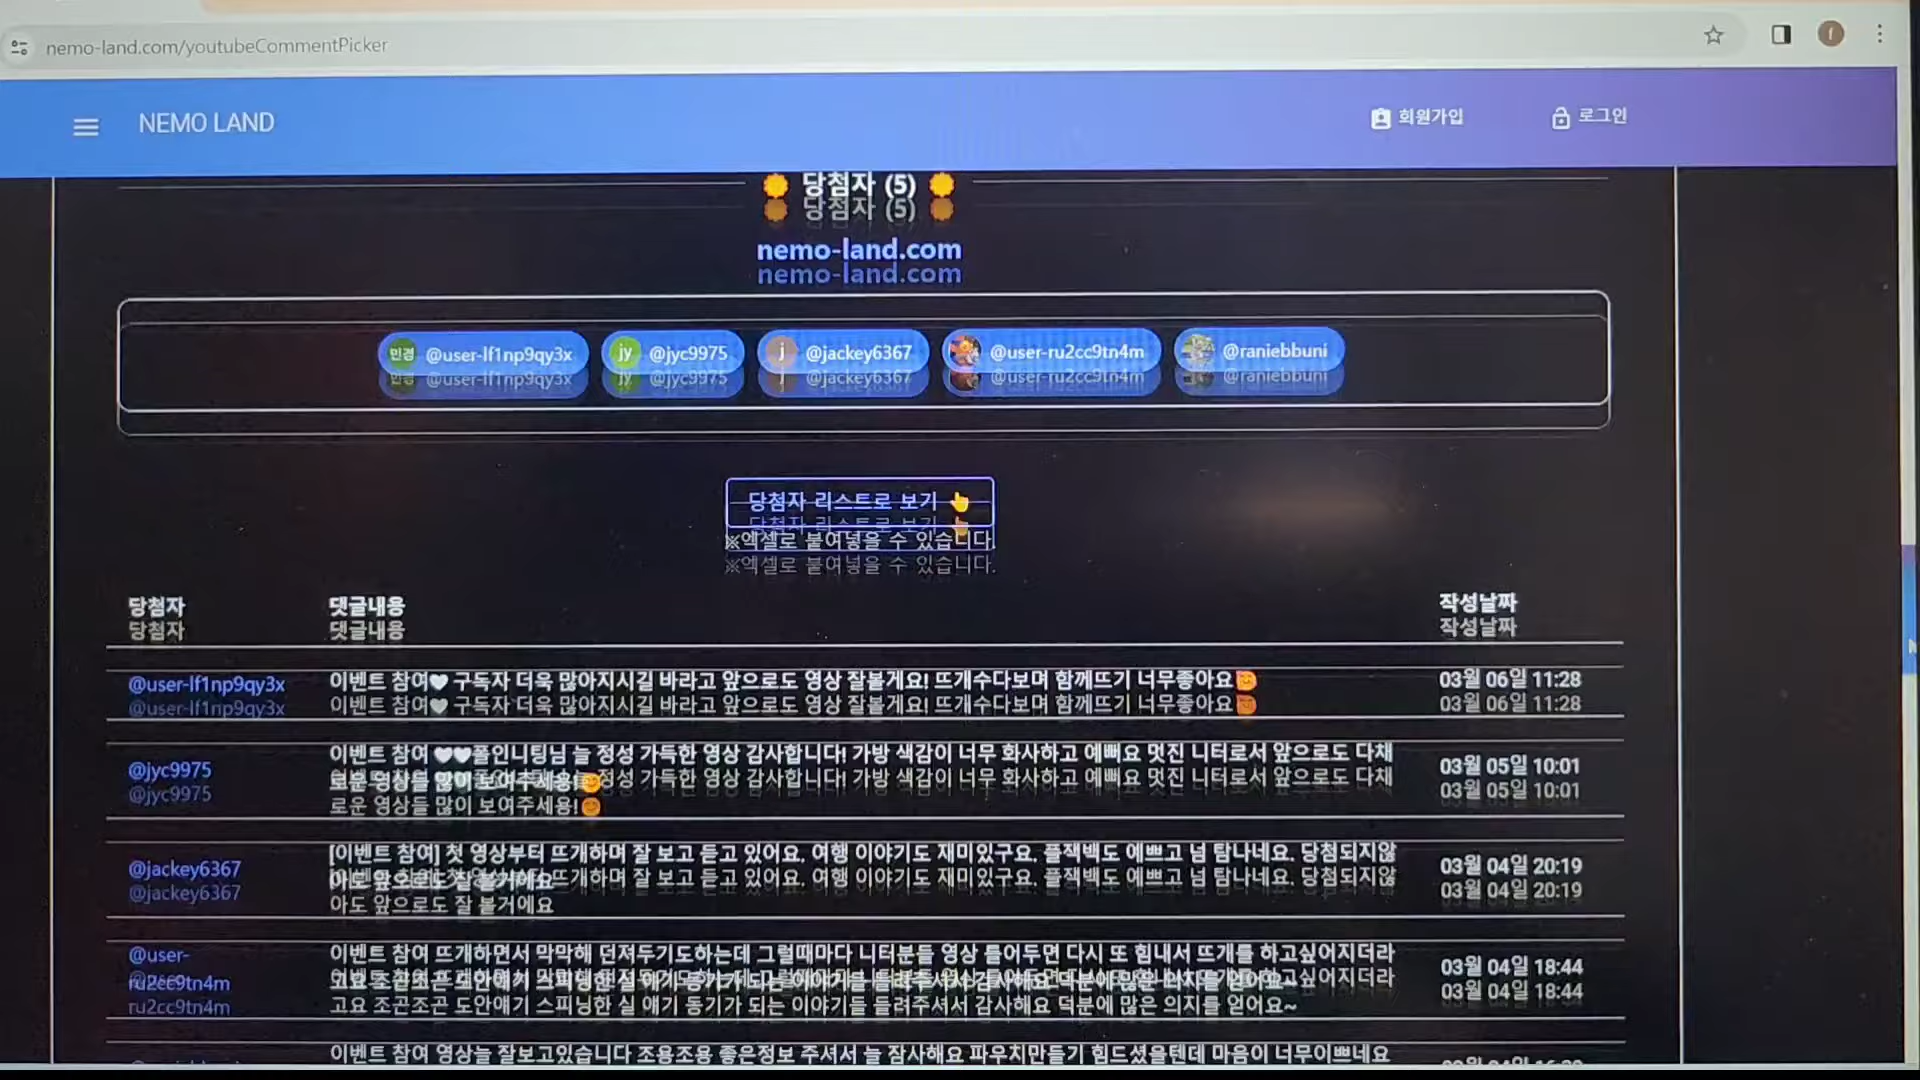 nemo-land.com/youtubeCommentPicker
NEMO LAND
회원가입
로그인
당첨자 (5)
nemo-land.com
민경 @user-lf1np9qy3x
jy @jyc9975
j @jackey6367
@user-ru2cc9tn4m
@raniebbuni
당첨자 리스트로 보기 👆
※엑셀로 붙여넣을 수 있습니다.
당첨자 댓글내용 작성날짜
@user-lf1np9qy3x 이벤트 참여♥ 구독자 더욱 많아지시길 바라고 앞으로도 영상 잘볼게요! 뜨개수다보며 함께뜨기 너무좋아요😊 03월 06일 11:28
@jyc9975 이벤트 참여 ♥♥폴인니팅님 늘 정성 가득한 영상 감사합니다! 가방 색감이 너무 화사하고 예뻐요 멋진 니터로서 앞으로도 다채
로운 영상들 많이 보여주세용!😊 03월 05일 10:01
@jackey6367 [이벤트 참여] 첫 영상부터 뜨개하며 잘 보고 듣고 있어요. 여행 이야기도 재미있구요. 플잭백도 예쁘고 넘 탐나네요. 당첨되지않
아도 앞으로도 잘 볼거에요 03월 04일 20:19
@user-
ru2cc9tn4m 이벤트 참여 뜨개하면서 막막해 던져두기도하는데 그럴때마다 니터분들 영상 틀어두면 다시 또 힘내서 뜨개를 하고싶어지더라
고요 조곤조곤 도안얘기 스피닝한 실 얘기 동기가 되는 이야기들 들려주셔서 감사해요 덕분에 많은 의지를 얻어요~ 03월 04일 18:44
이벤트 참여 영상늘 잘보고있습니다 조용조용 좋은정보 주셔서 늘 잠사해요 파우치만들기 힘드셨을텐데 마음이 너무이쁘네요